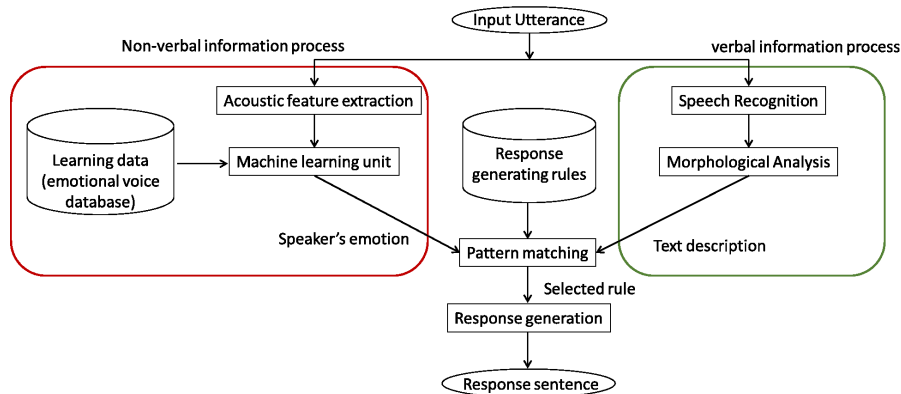 Input Utterance
Non-verbal information process
verbal information process
Acoustic feature extraction
Speech Recognition
Learning data
(emotional voice
database)
Machine learning unit
Response
generating rules
Morphological Analysis
Speaker's emotion
Text description
Pattern matching
Selected rule
Response generation
Response sentence